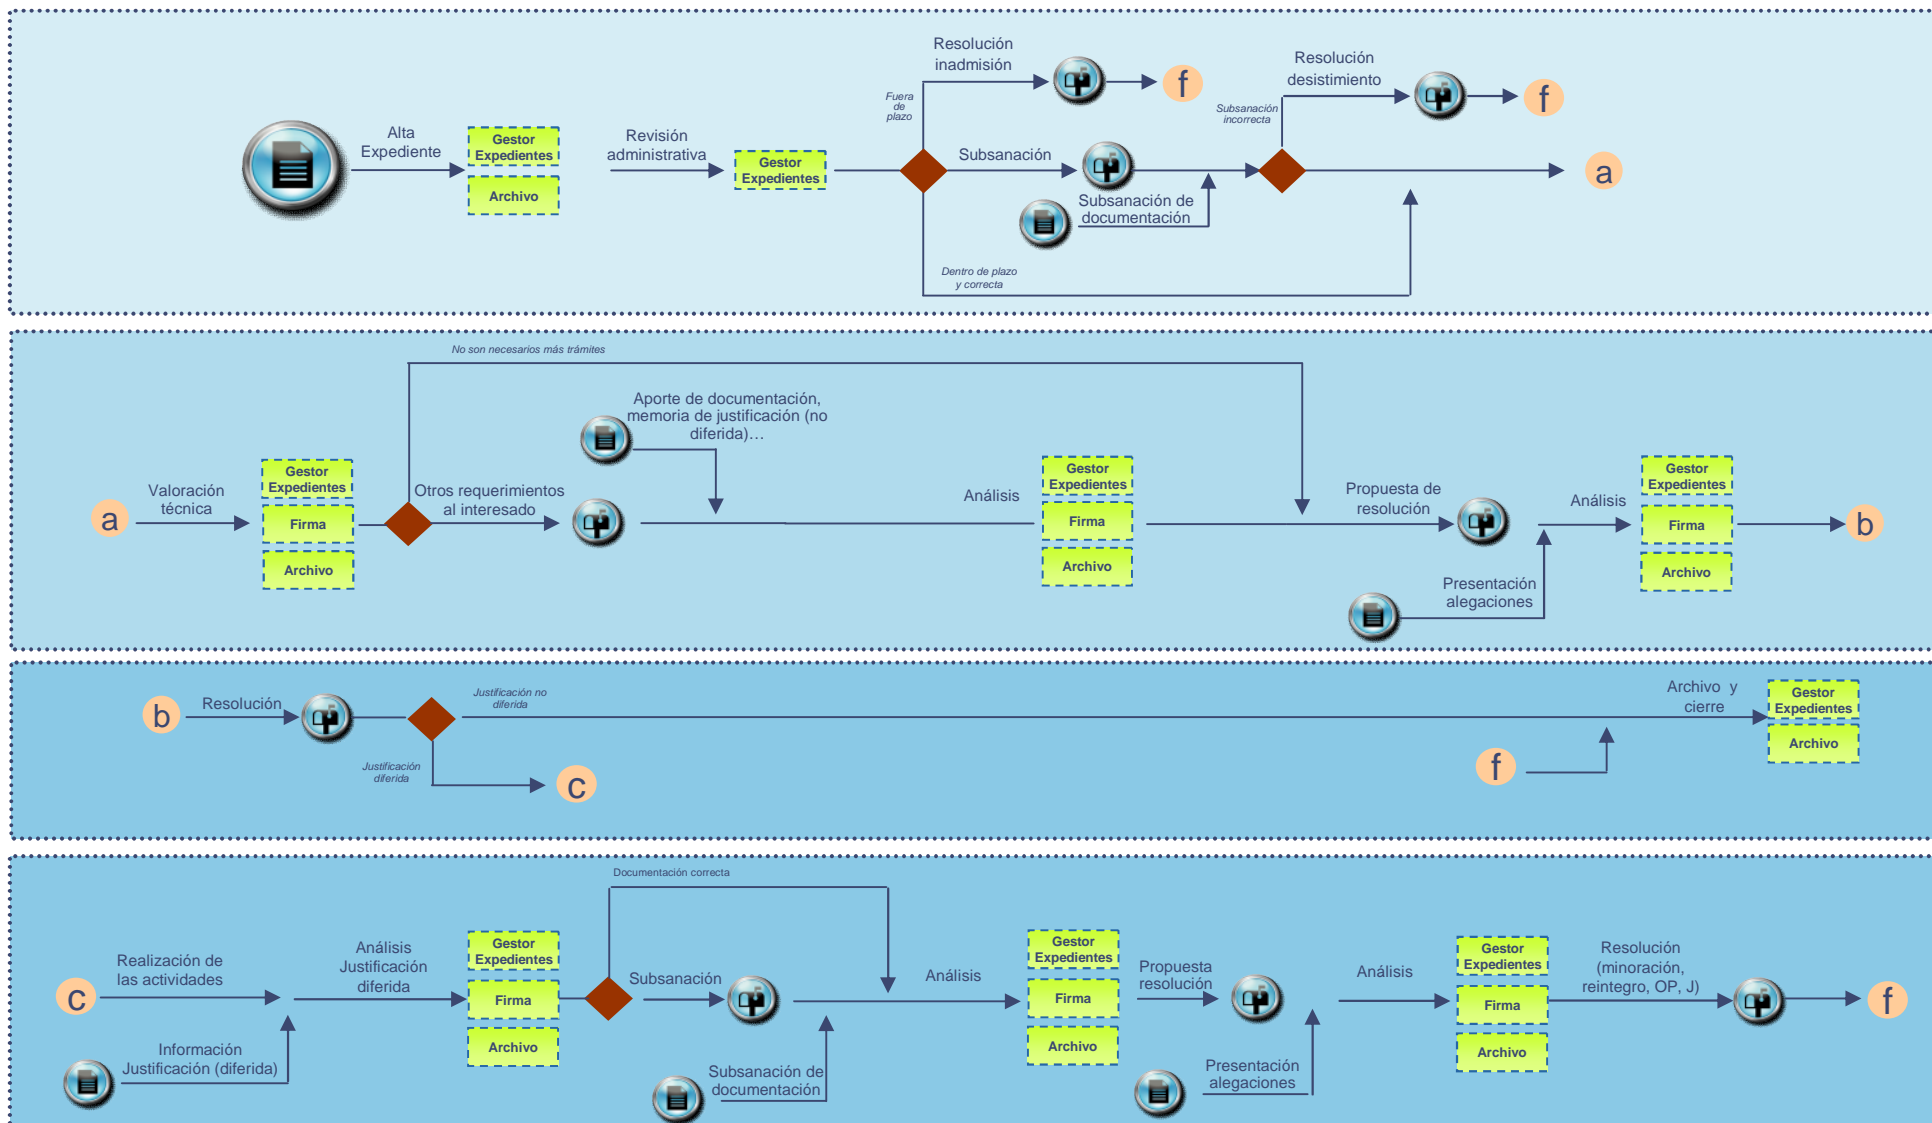 Resolución
inadmisión
f
Resolución
desistimiento
f
Fuera
de
plazo
Subsanación
incorrecta
Alta
Expediente
Gestor
Expedientes
Archivo
Revisión
administrativa
Gestor
Expedientes
Subsanación
a
Subsanación de
documentación
Dentro de plazo
y correcta
No son necesarios más trámites
Aporte de documentación,
memoria de justificación (no
diferida)…
a
Valoración
técnica
Gestor
Expedientes
Firma
Archivo
Otros requerimientos
al interesado
Análisis
Gestor
Expedientes
Firma
Archivo
Propuesta de
resolución
Análisis
Gestor
Expedientes
Firma
Archivo
b
Presentación
alegaciones
b
Resolución
Justificación no
diferida
Justificación
diferida
c
f
Archivo y
cierre
Gestor
Expedientes
Archivo
Documentación correcta
c
Realización de
las actividades
Información
Justificación (diferida)
Análisis
Justificación
diferida
Gestor
Expedientes
Firma
Archivo
Subsanación
Subsanación de
documentación
Análisis
Gestor
Expedientes
Firma
Archivo
Propuesta
resolución
Presentación
alegaciones
Análisis
Gestor
Expedientes
Firma
Archivo
Resolución
(minoración,
reintegro, OP, J)
f